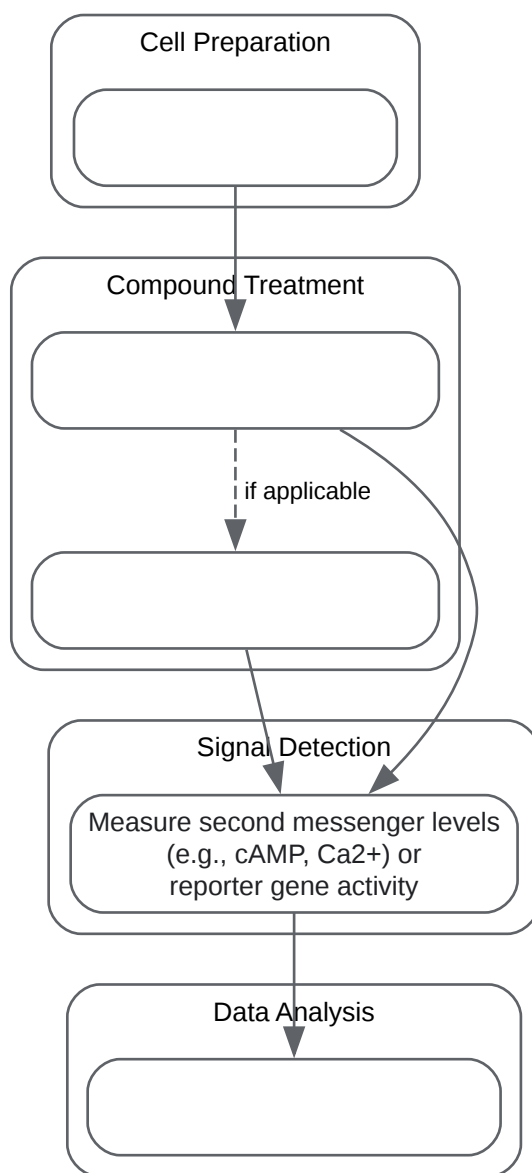 Cell Preparation
Compound Treatment
if applicable
Signal Detection
Measure second messenger levels
(e.g., cAMP, Ca2+) or
reporter gene activity
Data Analysis